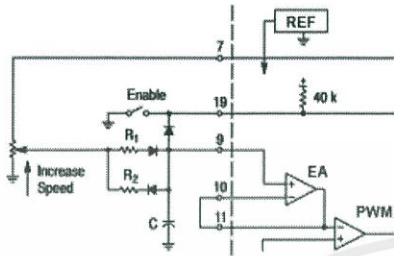 REF
7
Enable
19
40 k
R1
9
EA
Increase
Speed
10
R2
11
PWM
C
+
−
−
+
+